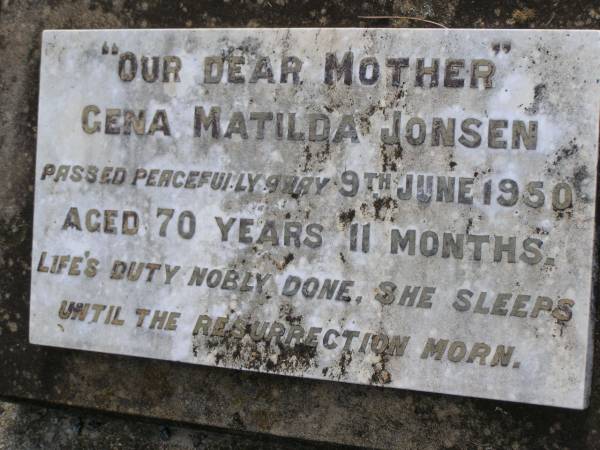 "OUR DEAR MOTHER"
GENA MATILDA JONSEN
PASSED PEACEFULLY AWAY 9TH JUNE 1950
AGED 70 YEARS 11 MONTHS.
LIFE'S DUTY NOBLY DONE, SHE SLEEPS
UNTIL THE RESURRECTION MORN.